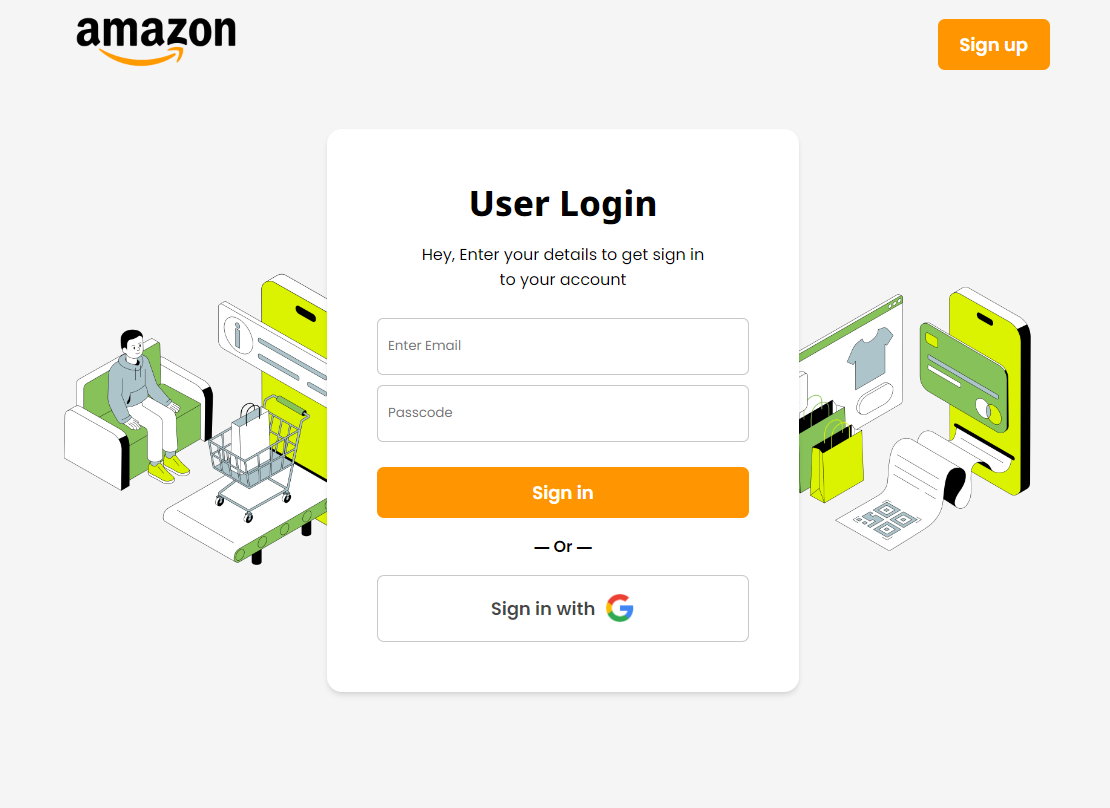 amazon
Sign up
User Login
Hey, Enter your details to get sign in
to your account
Enter Email
Passcode
Sign in
— Or —
Sign in with